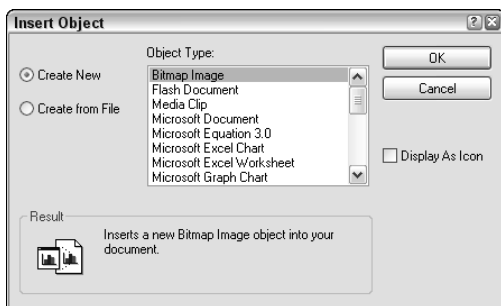 Insert Object
Object Type:
Create New
Create from File
Bitmap Image
Flash Document
Media Clip
Microsoft Document
Microsoft Equation 3.0
Microsoft Excel Chart
Microsoft Excel Worksheet
Microsoft Graph Chart
OK
Cancel
Display As Icon
Result
Inserts a new Bitmap Image object into your
document.